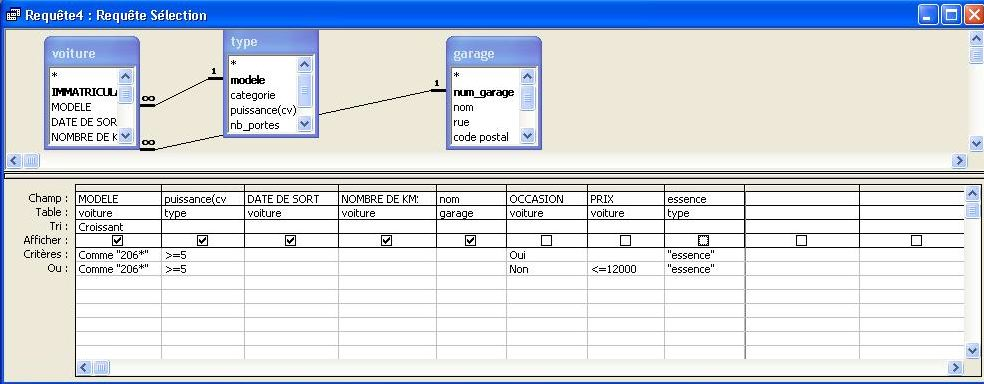 Requête4 : Requête Sélection
voiture
*
IMMATRICULA
MODELE
DATE DE SOR
NOMBRE DE K
type
*
modele
categorie
puissance(cv)
nb_portes
garage
*
num_garage
nom
rue
code postal
1
∞
1
∞
Champ : MODELE puissance(cv DATE DE SORT NOMBRE DE KM: nom OCCASION PRIX essence
Table : voiture type voiture voiture garage voiture voiture type
Tri : Croissant
Afficher :
Critères : Comme "206*" >=5 Oui "essence"
Ou : Comme "206*" >=5 Non <=12000 "essence"